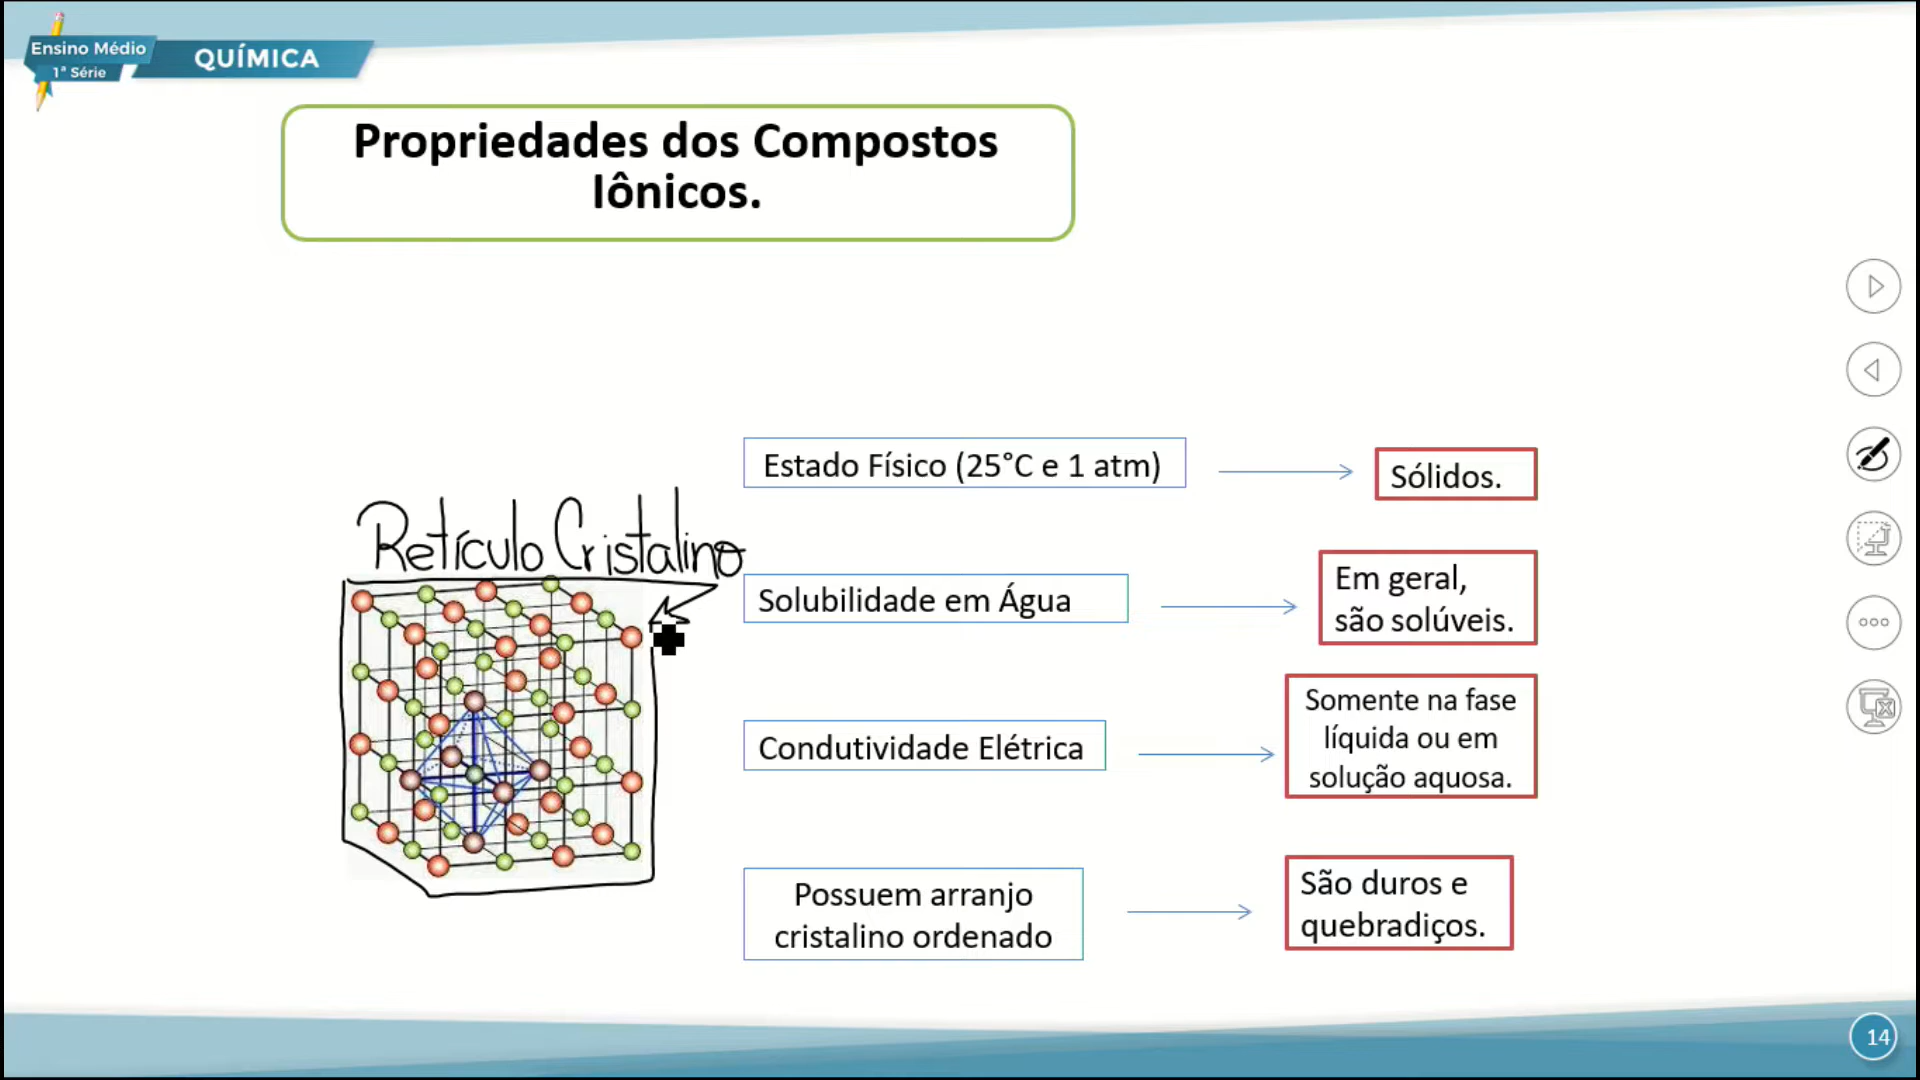 Ensino Médio
1ª Série
QUÍMICA
Propriedades dos Compostos
Iônicos.
Estado Físico (25°C e 1 atm)
Sólidos.
Retículo Cristalino
Solubilidade em Água
Em geral,
são solúveis.
Condutividade Elétrica
Somente na fase
líquida ou em
solução aquosa.
Possuem arranjo
cristalino ordenado
São duros e
quebradiços.
14